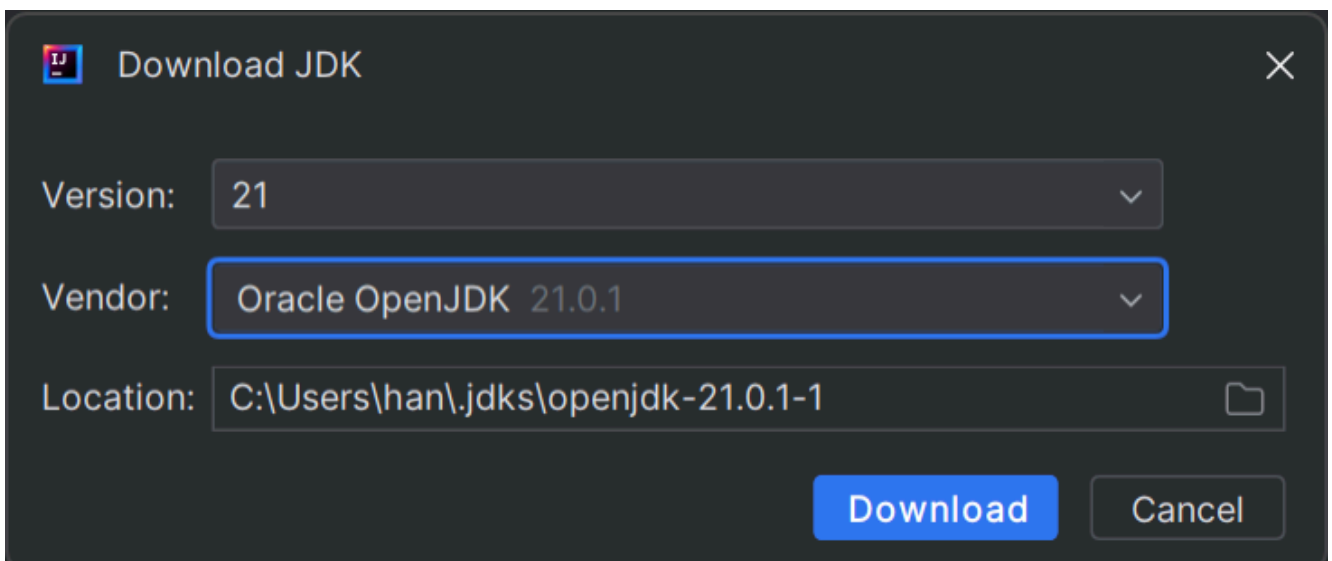 IJ
Download JDK
Version: 21
Vendor: Oracle OpenJDK 21.0.1
Location: C:\Users\han\.jdks\openjdk-21.0.1-1
Download Cancel